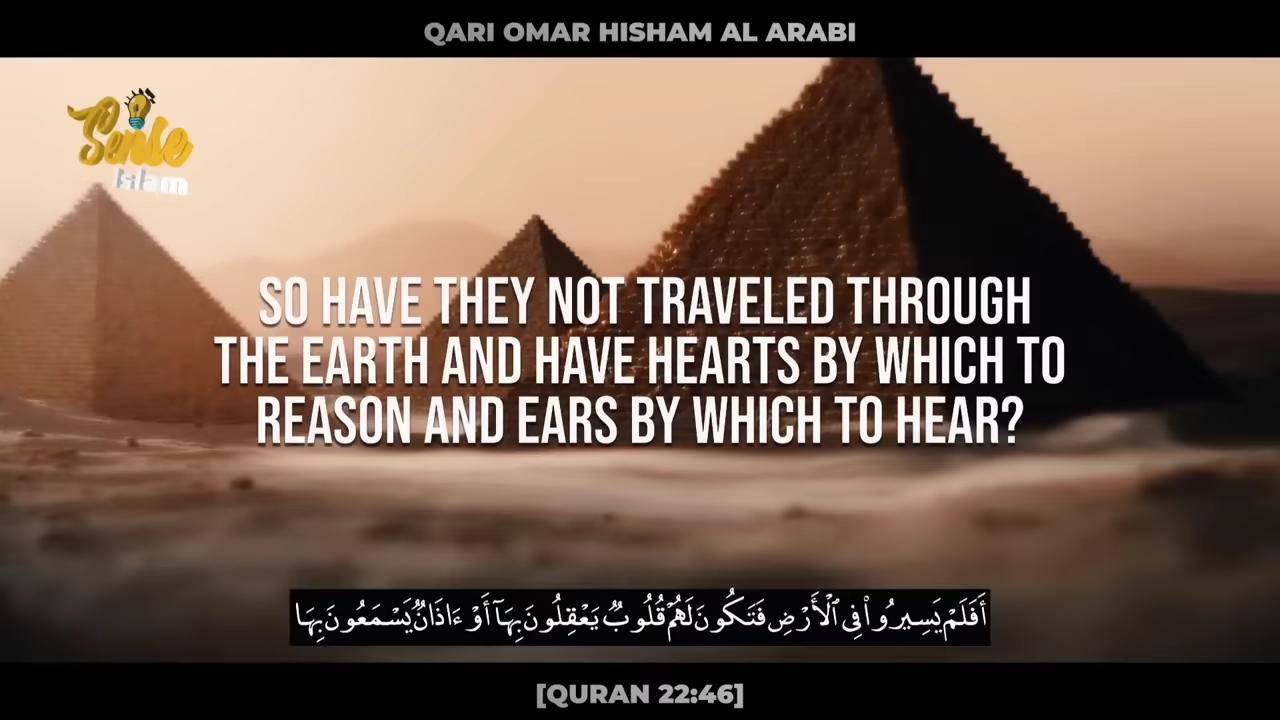 QARI OMAR HISHAM AL ARABI
Sense
Islam
SO HAVE THEY NOT TRAVELED THROUGH
THE EARTH AND HAVE HEARTS BY WHICH TO
REASON AND EARS BY WHICH TO HEAR?
أَفَلَمْ يَسِيرُوا۟ فِى ٱلْأَرْضِ فَتَكُونَ لَهُمْ قُلُوبٌ يَعْقِلُونَ بِهَآ أَوْ ءَاذَانٌ يَسْمَعُونَ بِهَا
[QURAN 22:46]